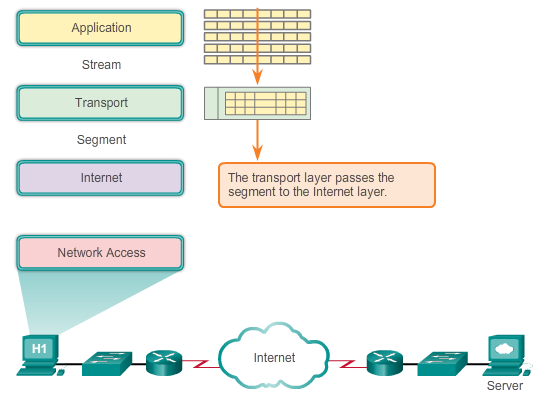 Application
Stream
Transport
Segment
Internet
The transport layer passes the
segment to the Internet layer.
Network Access
H1
Internet
Server